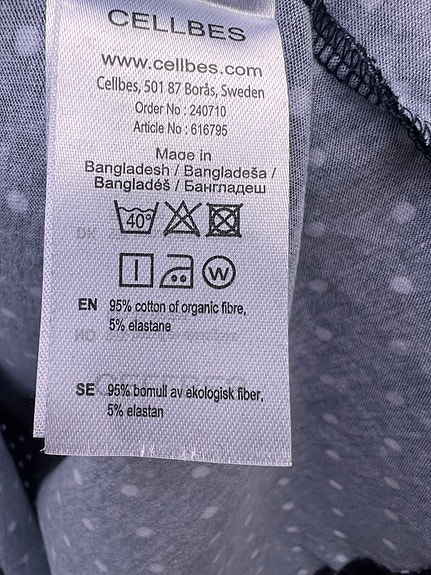 CELLBES
www.cellbes.com
Cellbes, 501 87 Borås, Sweden
Order No : 240710
Article No : 616795
Made in
Bangladesh / Bangladeša /
Bangladéš / Бангладеш
40°
I
W
EN 95% cotton of organic fibre,
5% elastane
SE 95% bomull av ekologisk fiber,
5% elastan